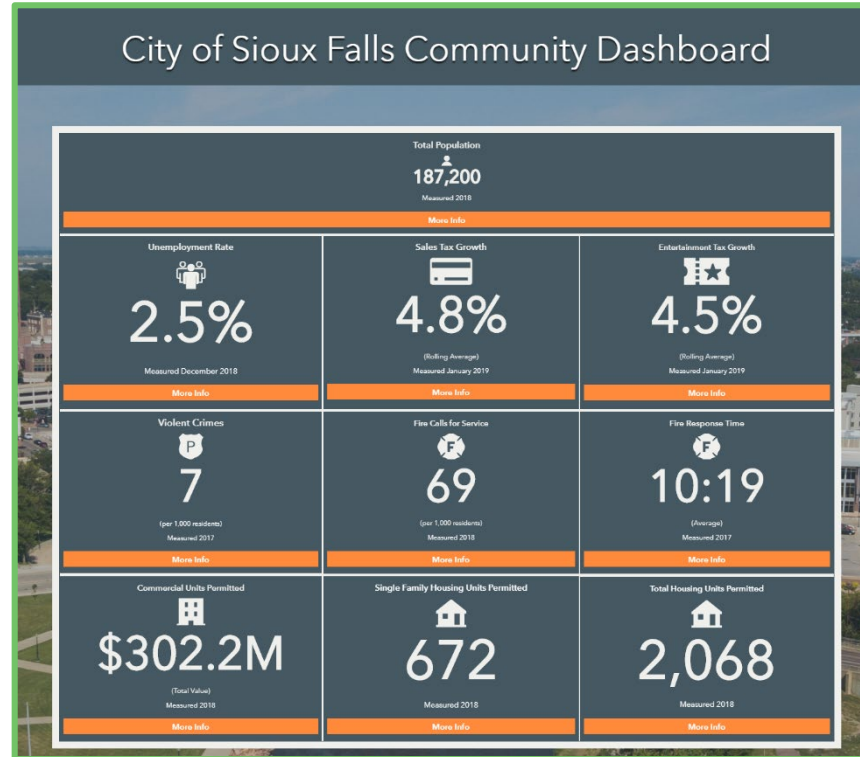 City of Sioux Falls Community Dashboard
Total Population
187,200
Measured 2018
More Info
Unemployment Rate
2.5%
Measured December 2018
More Info
Sales Tax Growth
4.8%
(Rolling Average)
Measured January 2019
More Info
Entertainment Tax Growth
4.5%
(Rolling Average)
Measured January 2019
More Info
Violent Crimes
P
7
(per 1,000 residents)
Measured 2017
More Info
Fire Calls for Service
F
69
(per 1,000 residents)
Measured 2018
More Info
Fire Response Time
F
10:19
(Average)
Measured 2017
More Info
Commercial Units Permitted
$302.2M
(Total Value)
Measured 2018
More Info
Single Family Housing Units Permitted
672
Measured 2018
More Info
Total Housing Units Permitted
2,068
Measured 2018
More Info